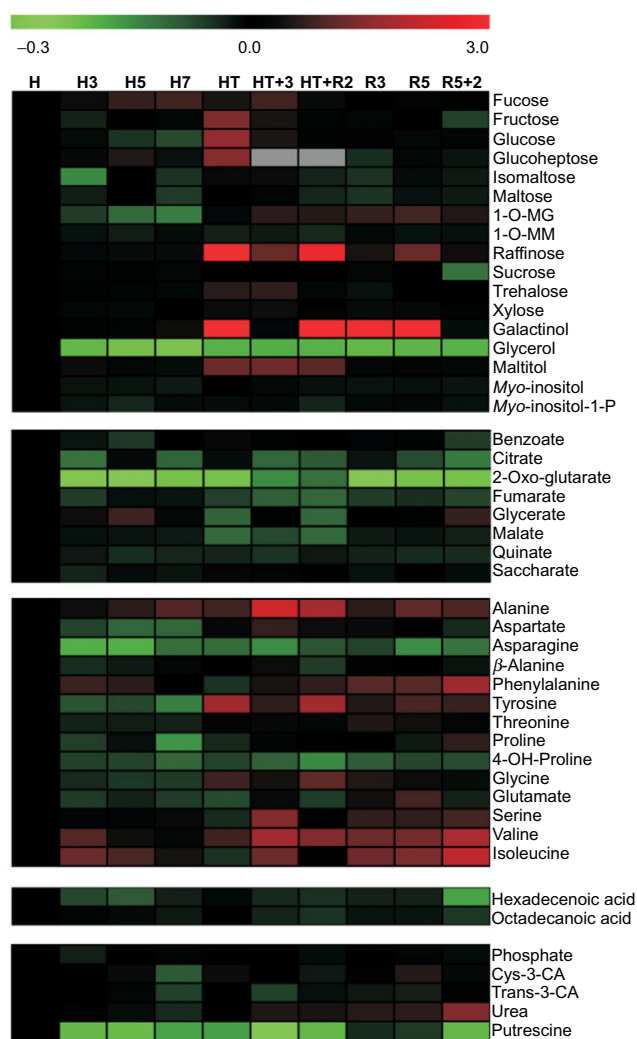 −0.3 0.0 3.0
H H3 H5 H7 HT HT+3 HT+R2 R3 R5 R5+2
Fucose
Fructose
Glucose
Glucoheptose
Isomaltose
Maltose
1-O-MG
1-O-MM
Raffinose
Sucrose
Trehalose
Xylose
Galactinol
Glycerol
Maltitol
Myo-inositol
Myo-inositol-1-P
Benzoate
Citrate
2-Oxo-glutarate
Fumarate
Glycerate
Malate
Quinate
Saccharate
Alanine
Aspartate
Asparagine
β-Alanine
Phenylalanine
Tyrosine
Threonine
Proline
4-OH-Proline
Glycine
Glutamate
Serine
Valine
Isoleucine
Hexadecenoic acid
Octadecanoic acid
Phosphate
Cys-3-CA
Trans-3-CA
Urea
Putrescine